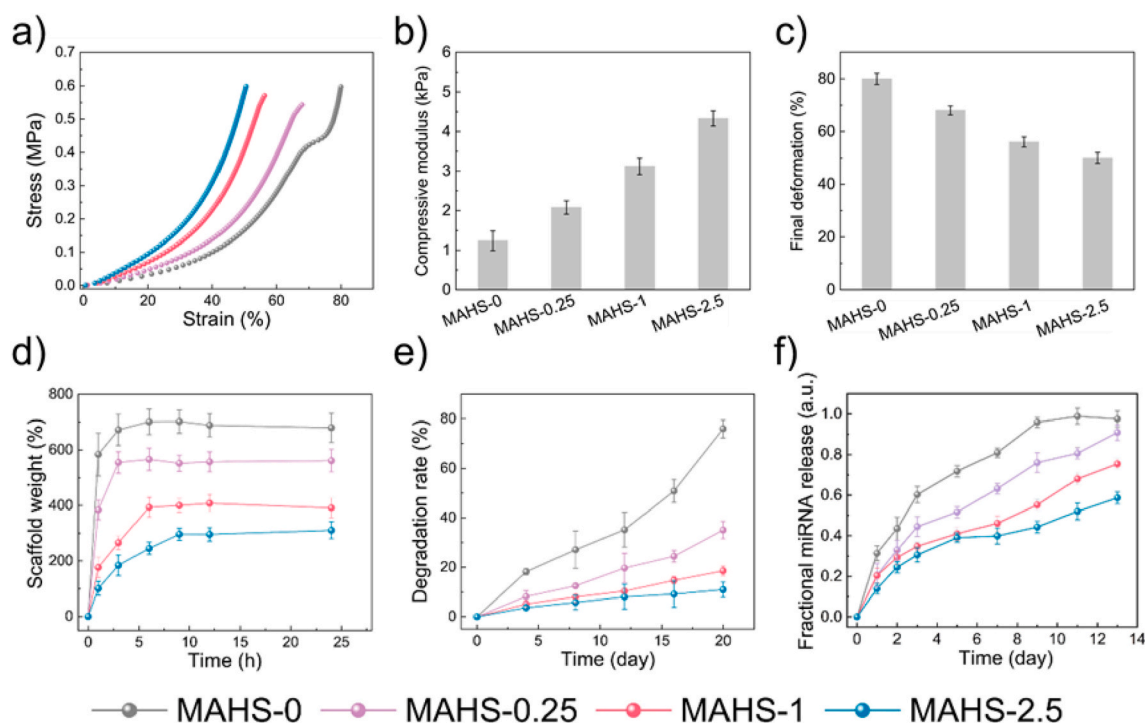 a)
Stress (MPa)
0.7
0.6
0.5
0.4
0.3
0.2
0.1
0.0
0 20 40 60 80
Strain (%)
b)
Compressive modulus (kPa)
6
5
4
3
2
1
0
MAHS-0 MAHS-0.25 MAHS-1 MAHS-2.5
c)
Final deformation (%)
80
60
40
20
0
MAHS-0 MAHS-0.25 MAHS-1 MAHS-2.5
d)
Scaffold weight (%)
800
600
400
200
0
0 5 10 15 20 25
Time (h)
e)
Degradation rate (%)
80
60
40
20
0
0 5 10 15 20
Time (day)
f)
Fractional miRNA release (a.u.)
1.0
0.8
0.6
0.4
0.2
0.0
0 2 4 6 8 10 12 14
Time (day)
MAHS-0 MAHS-0.25 MAHS-1 MAHS-2.5